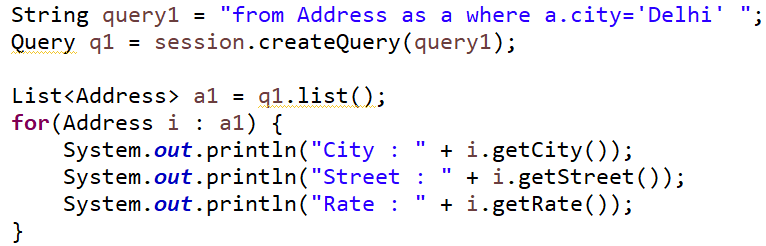 String query1 = "from Address as a where a.city='Delhi' ";
Query q1 = session.createQuery(query1);

List<Address> a1 = q1.list();
for(Address i : a1) {
    System.out.println("City : " + i.getCity());
    System.out.println("Street : " + i.getStreet());
    System.out.println("Rate : " + i.getRate());
}